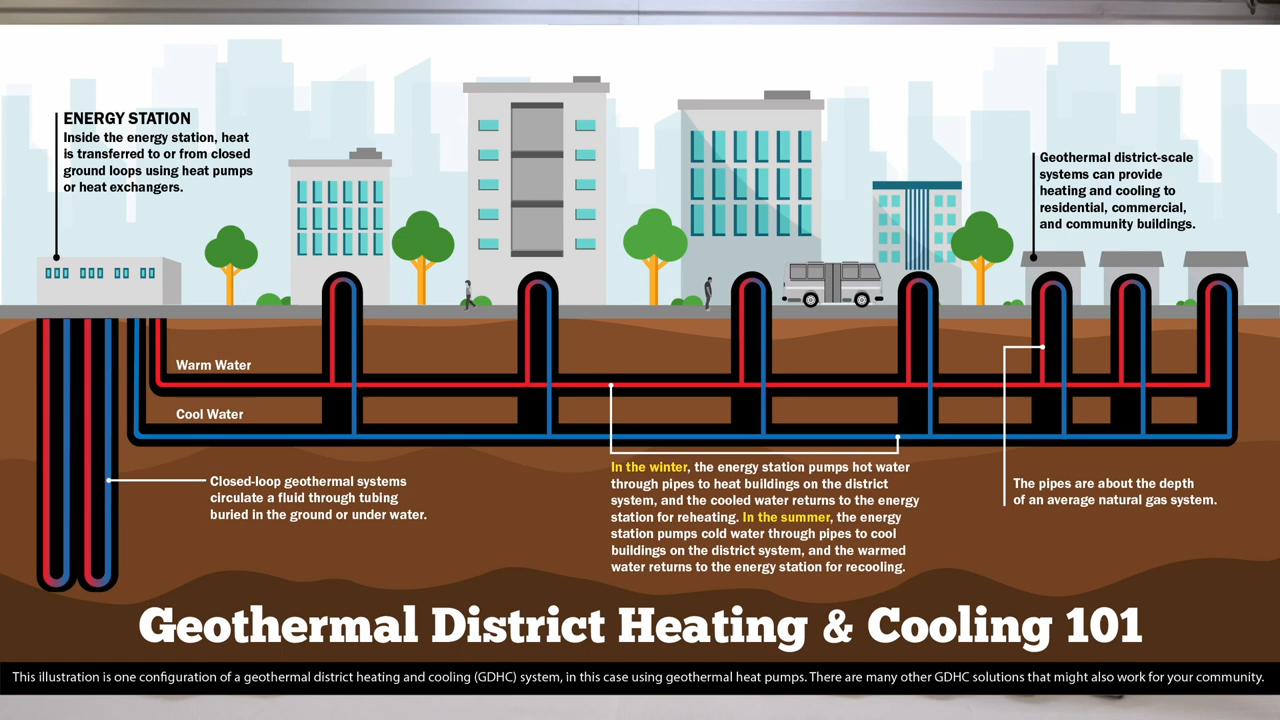 ENERGY STATION
Inside the energy station, heat
is transferred to or from closed
ground loops using heat pumps
or heat exchangers.
Geothermal district-scale
systems can provide
heating and cooling to
residential, commercial,
and community buildings.
Warm Water
Cool Water
Closed-loop geothermal systems
circulate a fluid through tubing
buried in the ground or under water.
In the winter, the energy station pumps hot water
through pipes to heat buildings on the district
system, and the cooled water returns to the energy
station for reheating. In the summer, the energy
station pumps cold water through pipes to cool
buildings on the district system, and the warmed
water returns to the energy station for recooling.
The pipes are about the depth
of an average natural gas system.
Geothermal District Heating & Cooling 101
This illustration is one configuration of a geothermal district heating and cooling (GDHC) system, in this case using geothermal heat pumps. There are many other GDHC solutions that might also work for your community.